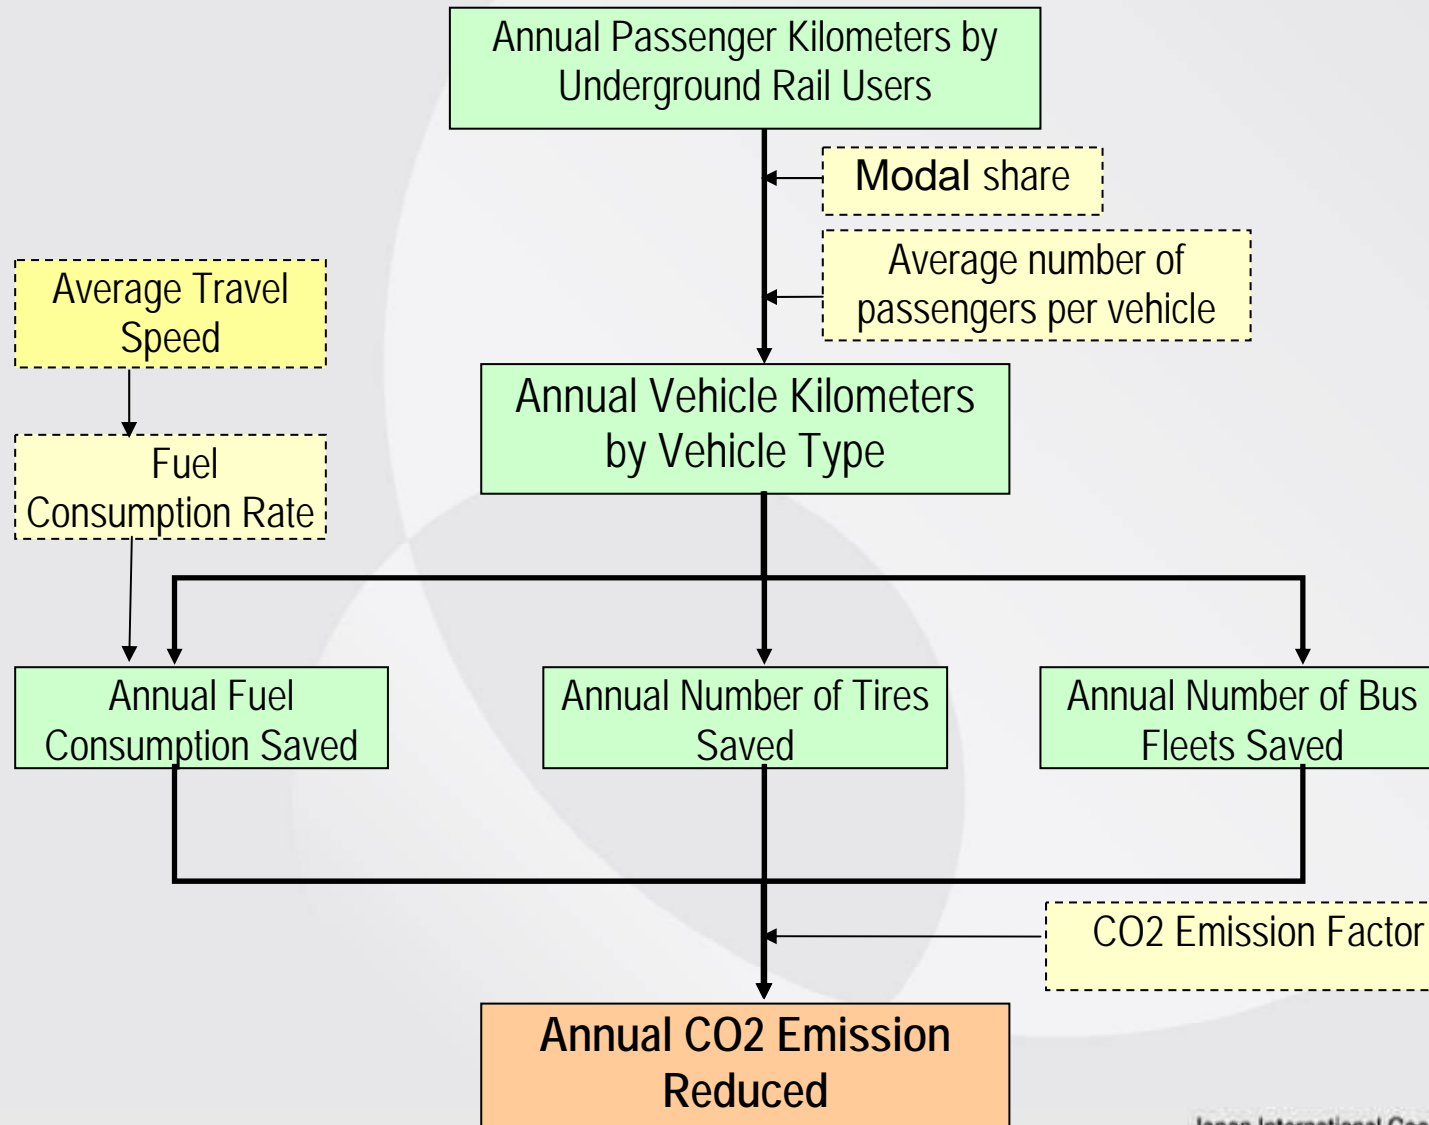 Annual Passenger Kilometers by
Underground Rail Users
Modal share
Average number of
passengers per vehicle
Average Travel
Speed
Annual Vehicle Kilometers
by Vehicle Type
Fuel
Consumption Rate
Annual Fuel
Consumption Saved
Annual Number of Tires
Saved
Annual Number of Bus
Fleets Saved
CO2 Emission Factor
Annual CO2 Emission
Reduced